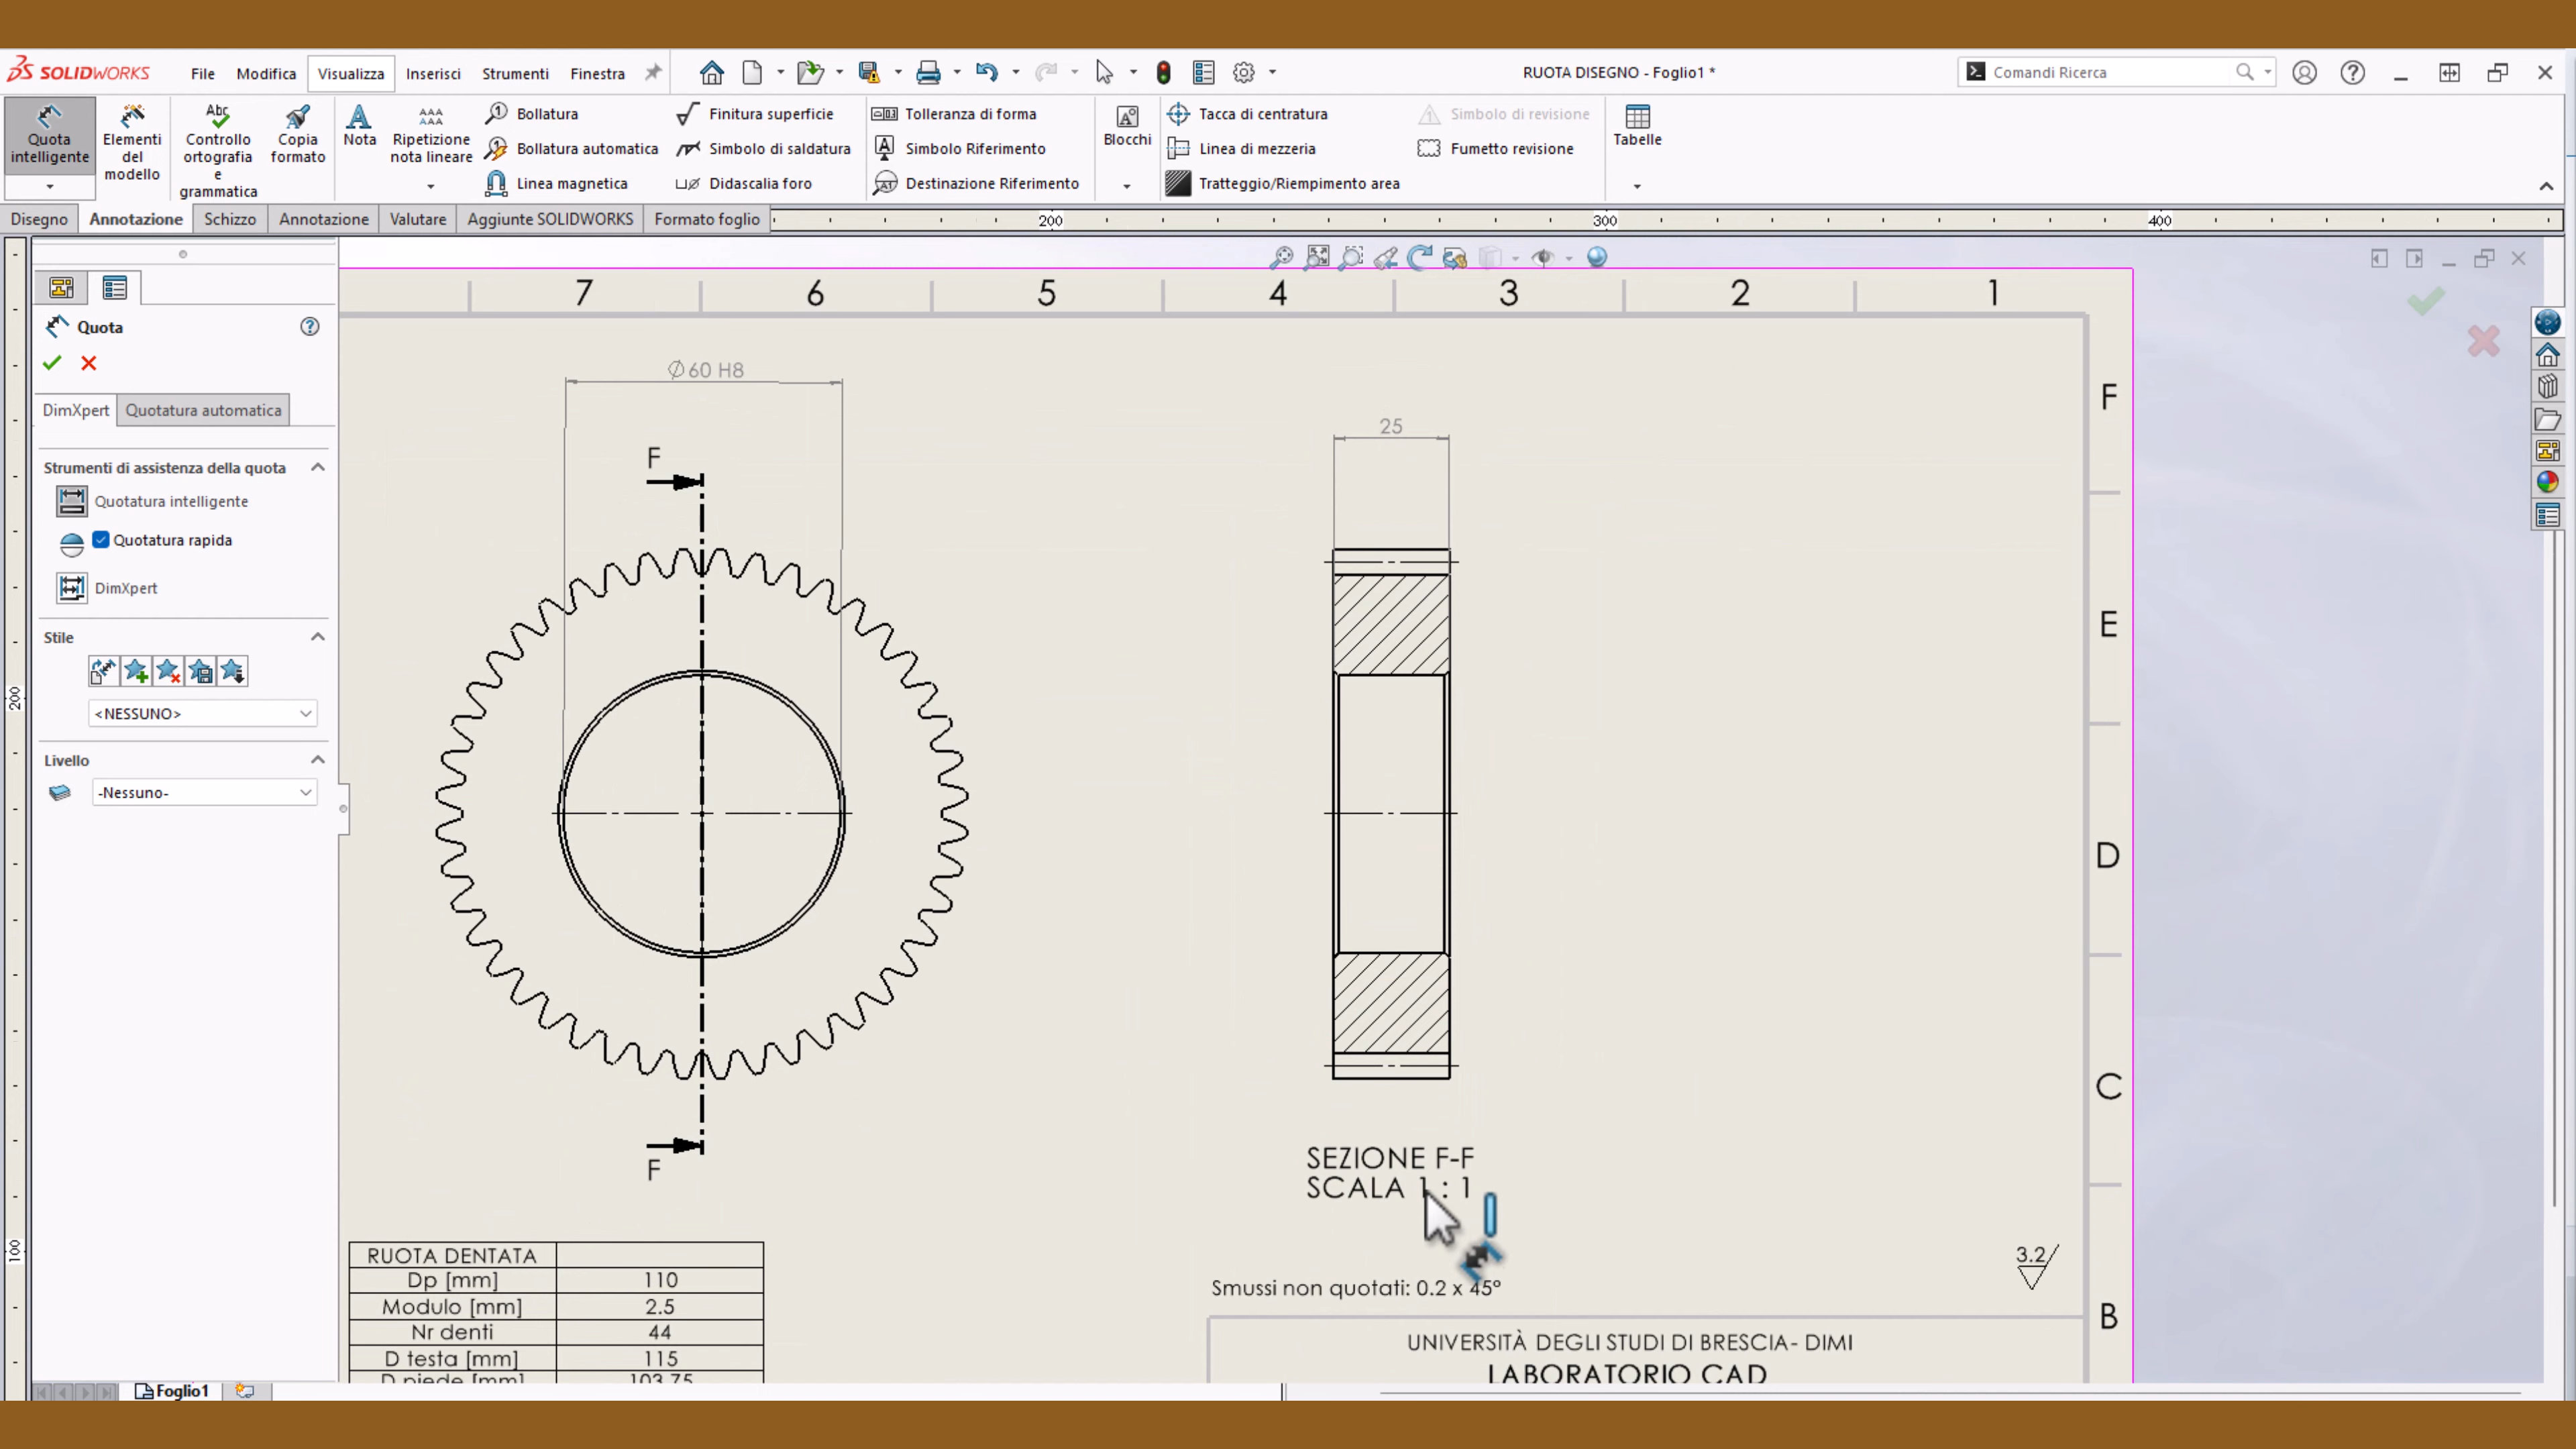 SOLIDWORKS File Modifica Visualizza Inserisci Strumenti Finestra RUOTA DISEGNO - Foglio1 * Comandi Ricerca
Quota intelligente
Elementi del modello
Controllo ortografia e grammatica
Copia formato
Nota
Ripetizione nota lineare
Bollatura
Bollatura automatica
Linea magnetica
Finitura superficie
Simbolo di saldatura
Didascalia foro
Tolleranza di forma
Simbolo Riferimento
Destinazione Riferimento
Blocchi
Tacca di centratura
Linea di mezzeria
Tratteggio/Riempimento area
Simbolo di revisione
Fumetto revisione
Tabelle
Disegno Annotazione Schizzo Annotazione Valutare Aggiunte SOLIDWORKS Formato foglio
200 300 400
Quota
DimXpert Quotatura automatica
Strumenti di assistenza della quota
Quotatura intelligente
Quotatura rapida
DimXpert
Stile
<NESSUNO>
Livello
-Nessuno-
200
100
7 6 5 4 3 2 1
F
E
D
C
B
∅60 H8
25
F
F
SEZIONE F-F
SCALA 1 : 1
Smussi non quotati: 0.2 x 45°
3.2/
RUOTA DENTATA
Dp [mm] 110
Modulo [mm] 2.5
Nr denti 44
D testa [mm] 115
D piede [mm] 103.75
UNIVERSITÀ DEGLI STUDI DI BRESCIA- DIMI
LABORATORIO CAD
Foglio1